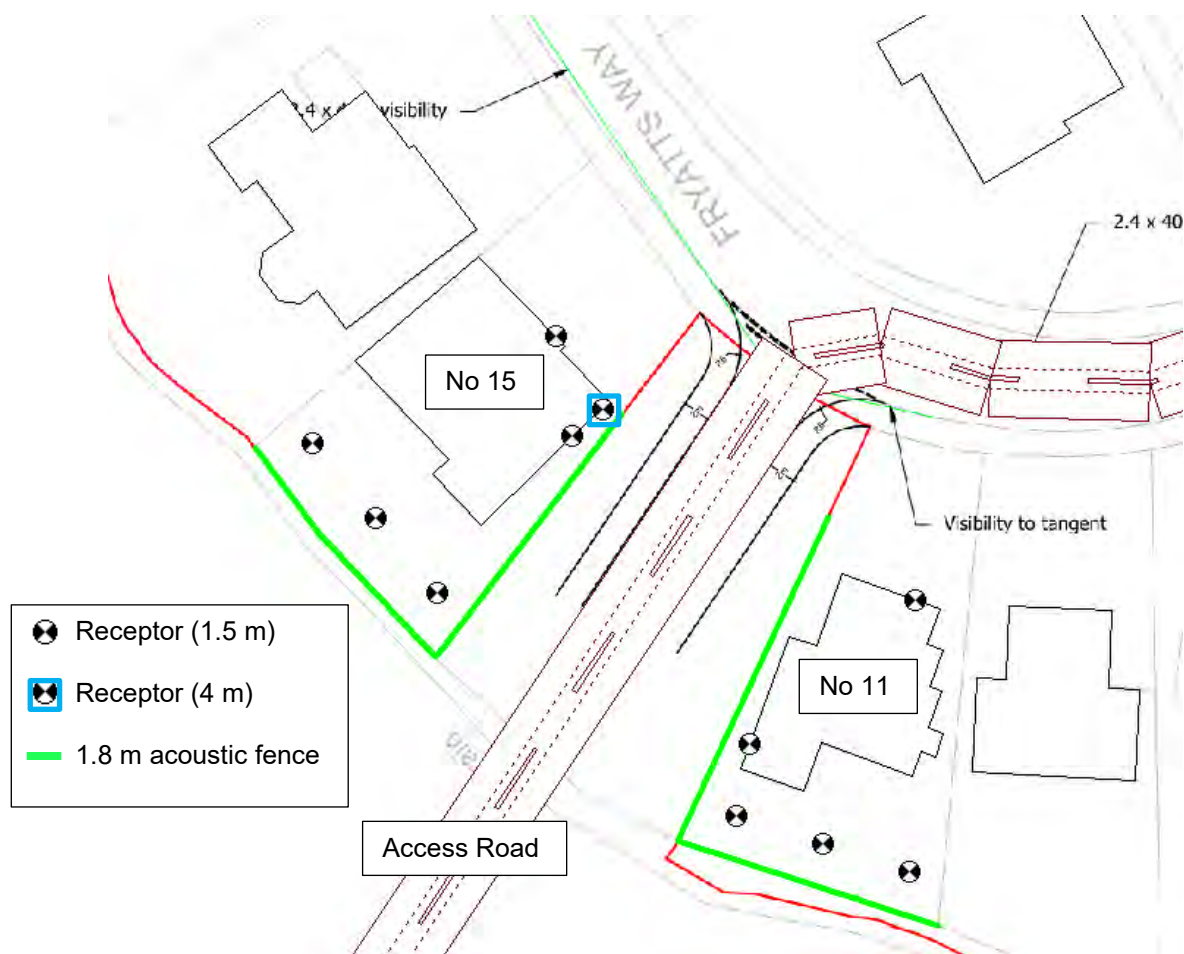 FRYATTS WAY
visibility
2.4 x 40
No 15
Visibility to tangent
No 11
Receptor (1.5 m)
Receptor (4 m)
1.8 m acoustic fence
Access Road